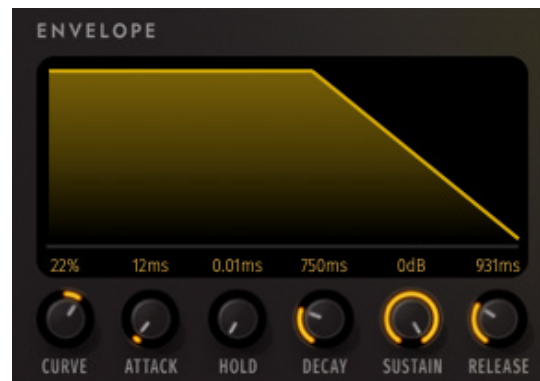 ENVELOPE
22% 12ms 0.01ms 750ms 0dB 931ms
CURVE ATTACK HOLD DECAY SUSTAIN RELEASE